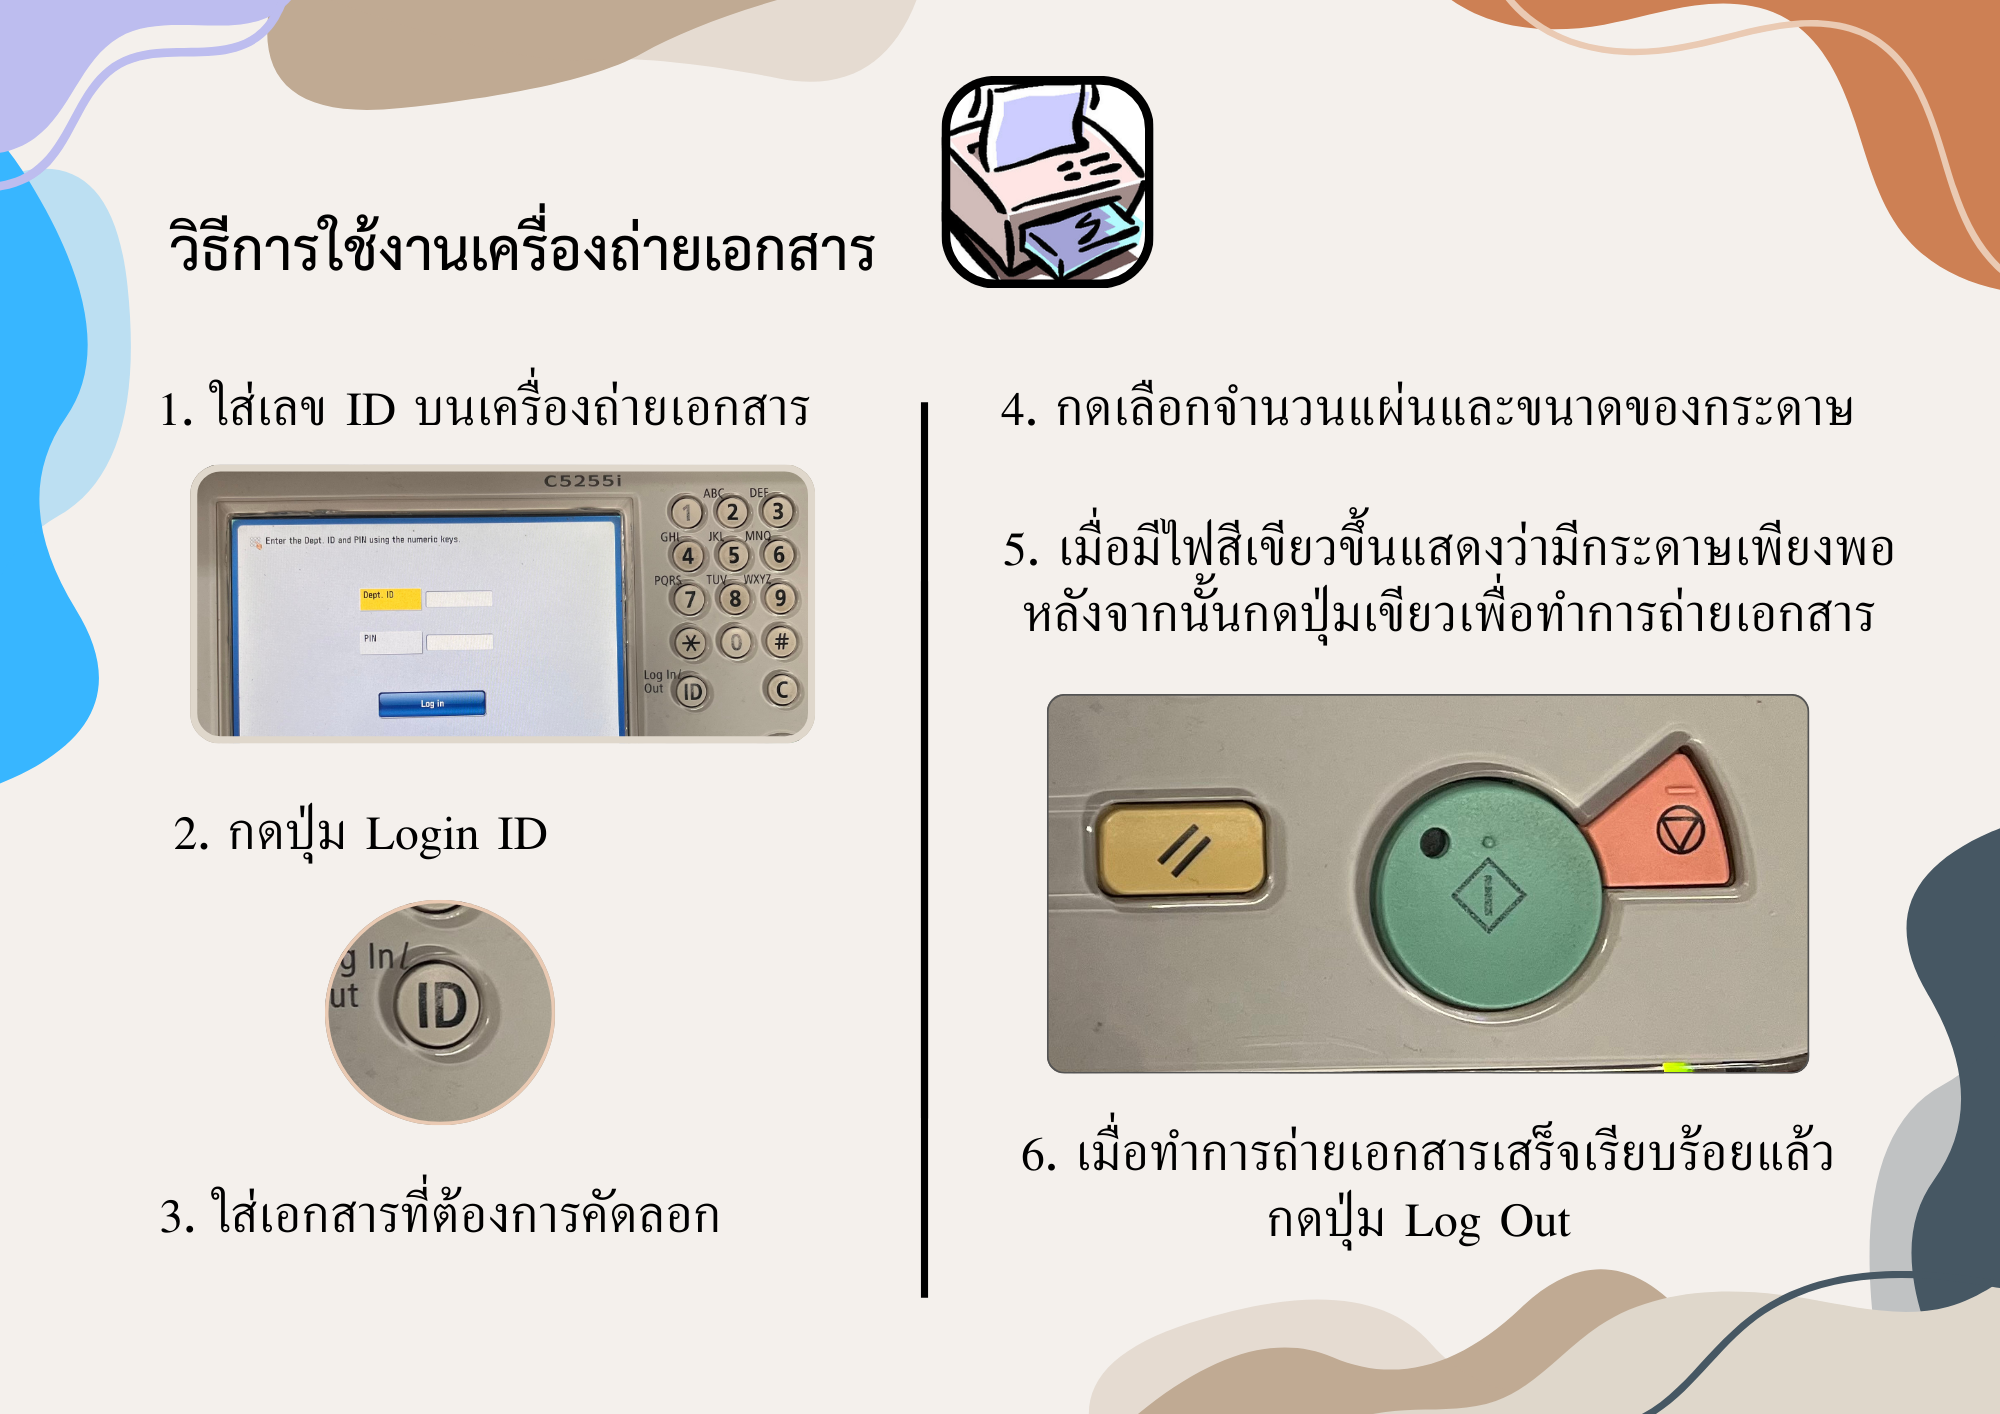 วิธีการใช้งานเครื่องถ่ายเอกสาร
1. ใส่เลข ID บนเครื่องถ่ายเอกสาร
C5255i
Enter the Dept. ID and PIN using the numeric keys.
Dept. ID
PIN
Log in
1
ABC 2
DEF 3
GHI 4
JKL 5
MNO 6
PQRS 7
TUV 8
WXYZ 9
* 0 #
Log In/
Out ID
C
2. กดปุ่ม Login ID
g In/
ut
ID
3. ใส่เอกสารที่ต้องการคัดลอก
4. กดเลือกจำนวนแผ่นและขนาดของกระดาษ
5. เมื่อมีไฟสีเขียวขึ้นแสดงว่ามีกระดาษเพียงพอ
หลังจากนั้นกดปุ่มเขียวเพื่อทำการถ่ายเอกสาร
6. เมื่อทำการถ่ายเอกสารเสร็จเรียบร้อยแล้ว
กดปุ่ม Log Out